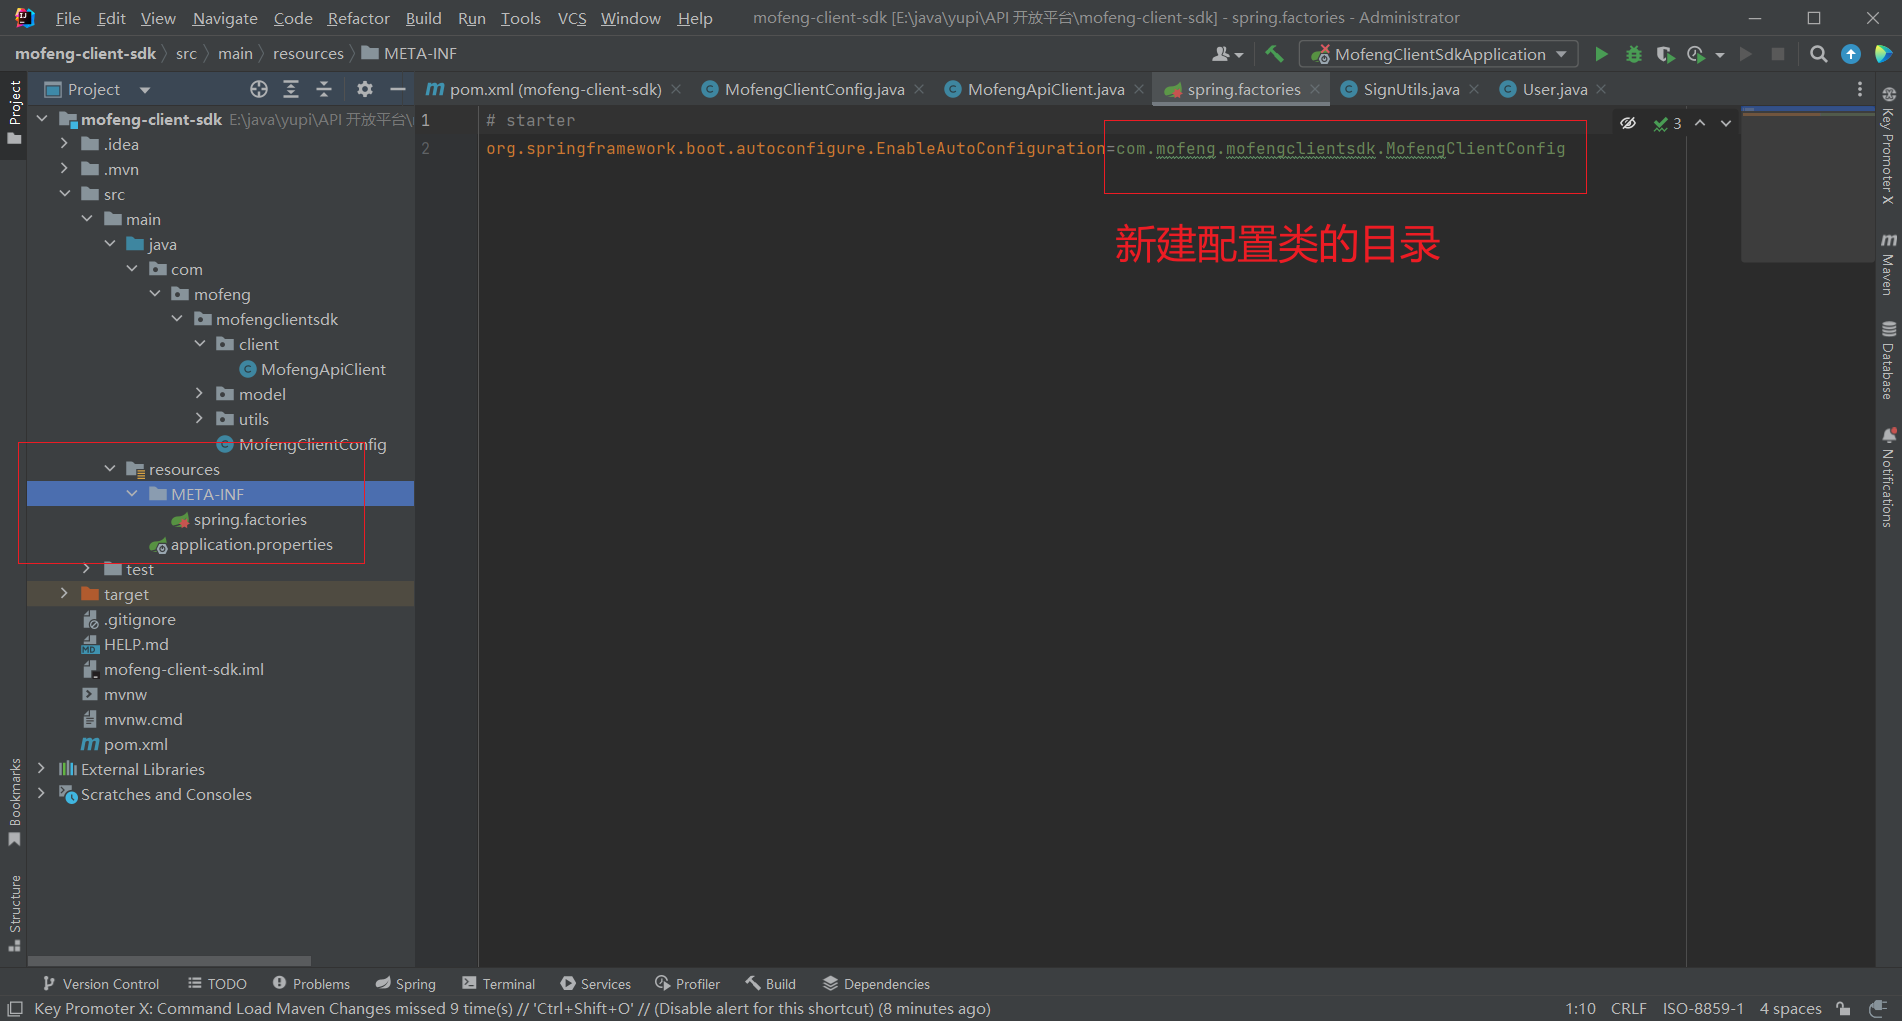 File Edit View Navigate Code Refactor Build Run Tools VCS Window Help mofeng-client-sdk [E:\java\yupi\API 开放平台\mofeng-client-sdk] - spring.factories - Administrator
mofeng-client-sdk src main resources META-INF MofengClientSdkApplication
Project pom.xml (mofeng-client-sdk) MofengClientConfig.java MofengApiClient.java spring.factories SignUtils.java User.java
mofeng-client-sdk E:\java\yupi\API 开放平台\
.idea
.mvn
src
main
java
com
mofeng
mofengclientsdk
client
MofengApiClient
model
utils
MofengClientConfig
resources
META-INF
spring.factories
application.properties
test
target
.gitignore
HELP.md
mofeng-client-sdk.iml
mvnw
mvnw.cmd
pom.xml
External Libraries
Scratches and Consoles
1 # starter
2 org.springframework.boot.autoconfigure.EnableAutoConfiguration=com.mofeng.mofengclientsdk.MofengClientConfig
3
新建配置类的目录
Project
Bookmarks
Structure
Key Promoter X
Maven
Database
Notifications
Version Control TODO Problems Spring Terminal Services Profiler Build Dependencies
Key Promoter X: Command Load Maven Changes missed 9 time(s) // 'Ctrl+Shift+O' // (Disable alert for this shortcut) (8 minutes ago) 1:10 CRLF ISO-8859-1 4 spaces